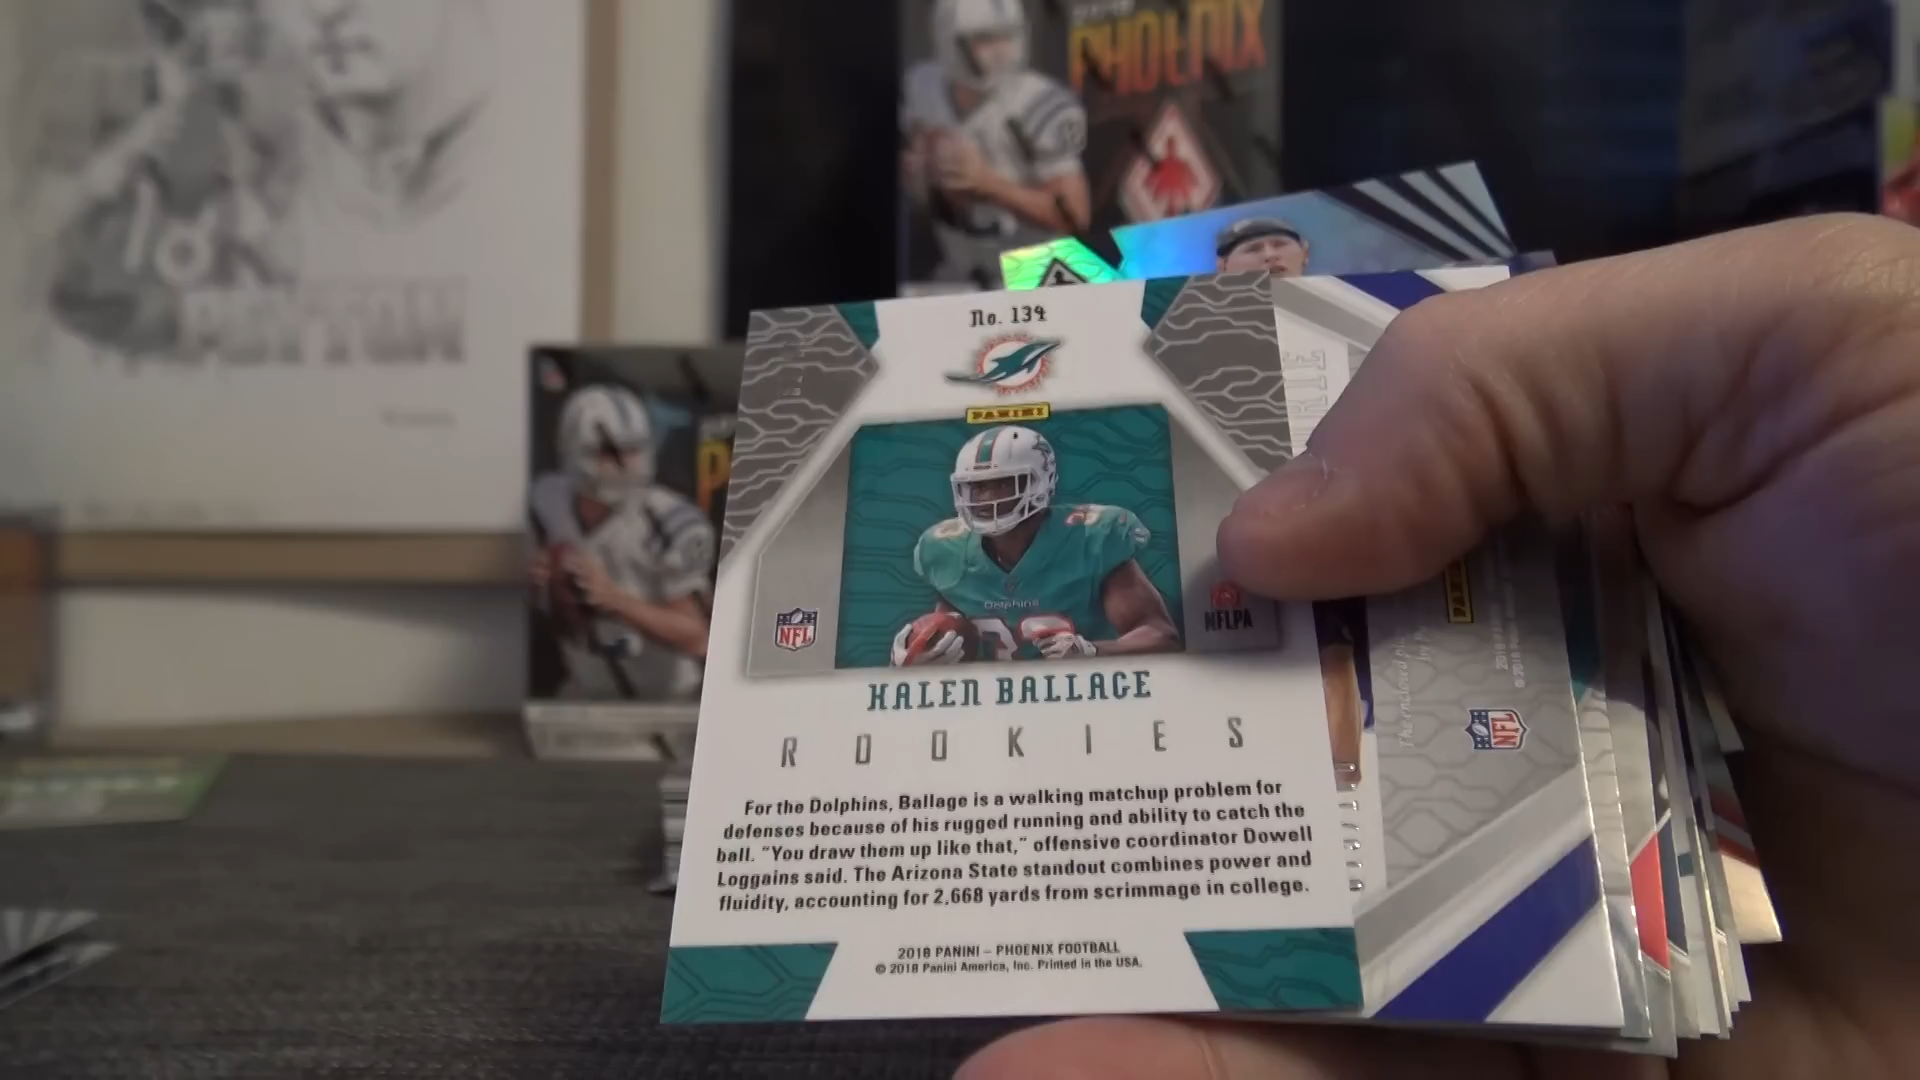 PHOENIX
No. 134
PANINI
Dolphins
NFL
NFLPA
KALEN BALLAGE
ROOKIES
For the Dolphins, Ballage is a walking matchup problem for
defenses because of his rugged running and ability to catch the
ball. "You draw them up like that," offensive coordinator Dowell
Loggains said. The Arizona State standout combines power and
fluidity, accounting for 2,668 yards from scrimmage in college.
2018 PANINI – PHOENIX FOOTBALL
© 2018 Panini America, Inc. Printed in the USA.
NFL